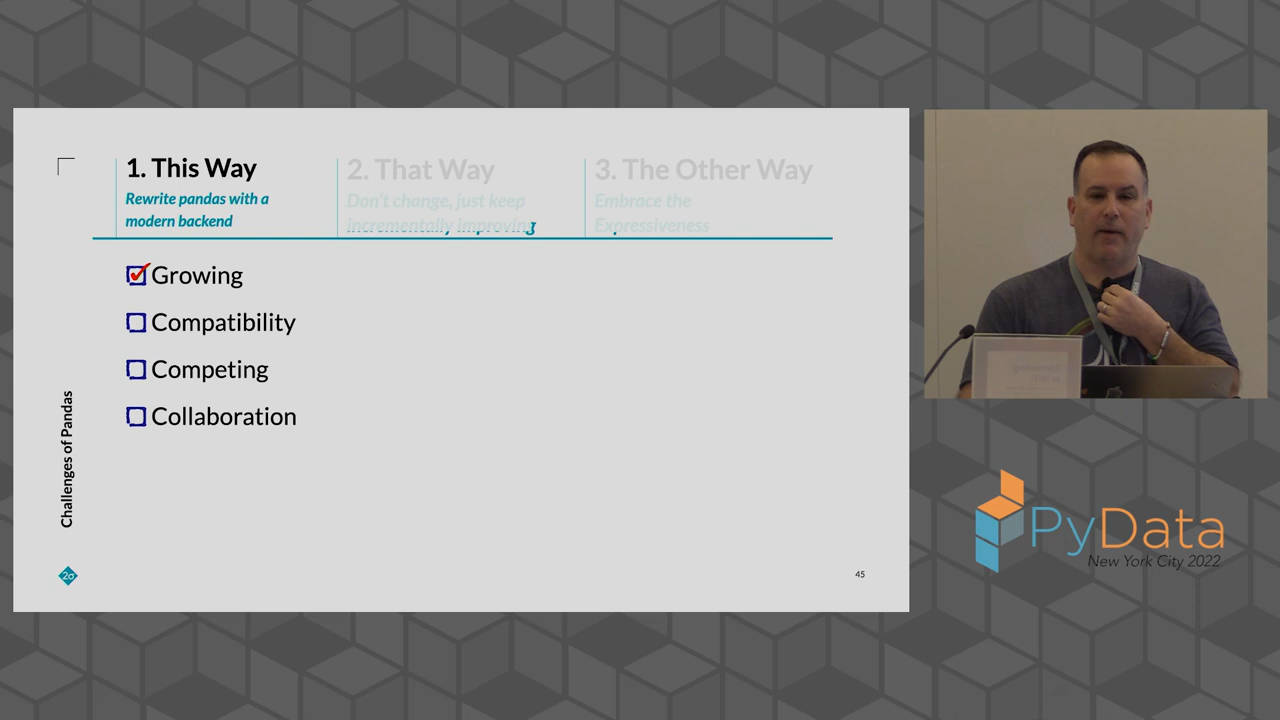 1. This Way
Rewrite pandas with a
modern backend
2. That Way
Don't change, just keep
incrementally improving
3. The Other Way
Embrace the
Expressiveness
Growing
Compatibility
Competing
Collaboration
Challenges of Pandas
2σ
45
PyData
New York City 2022